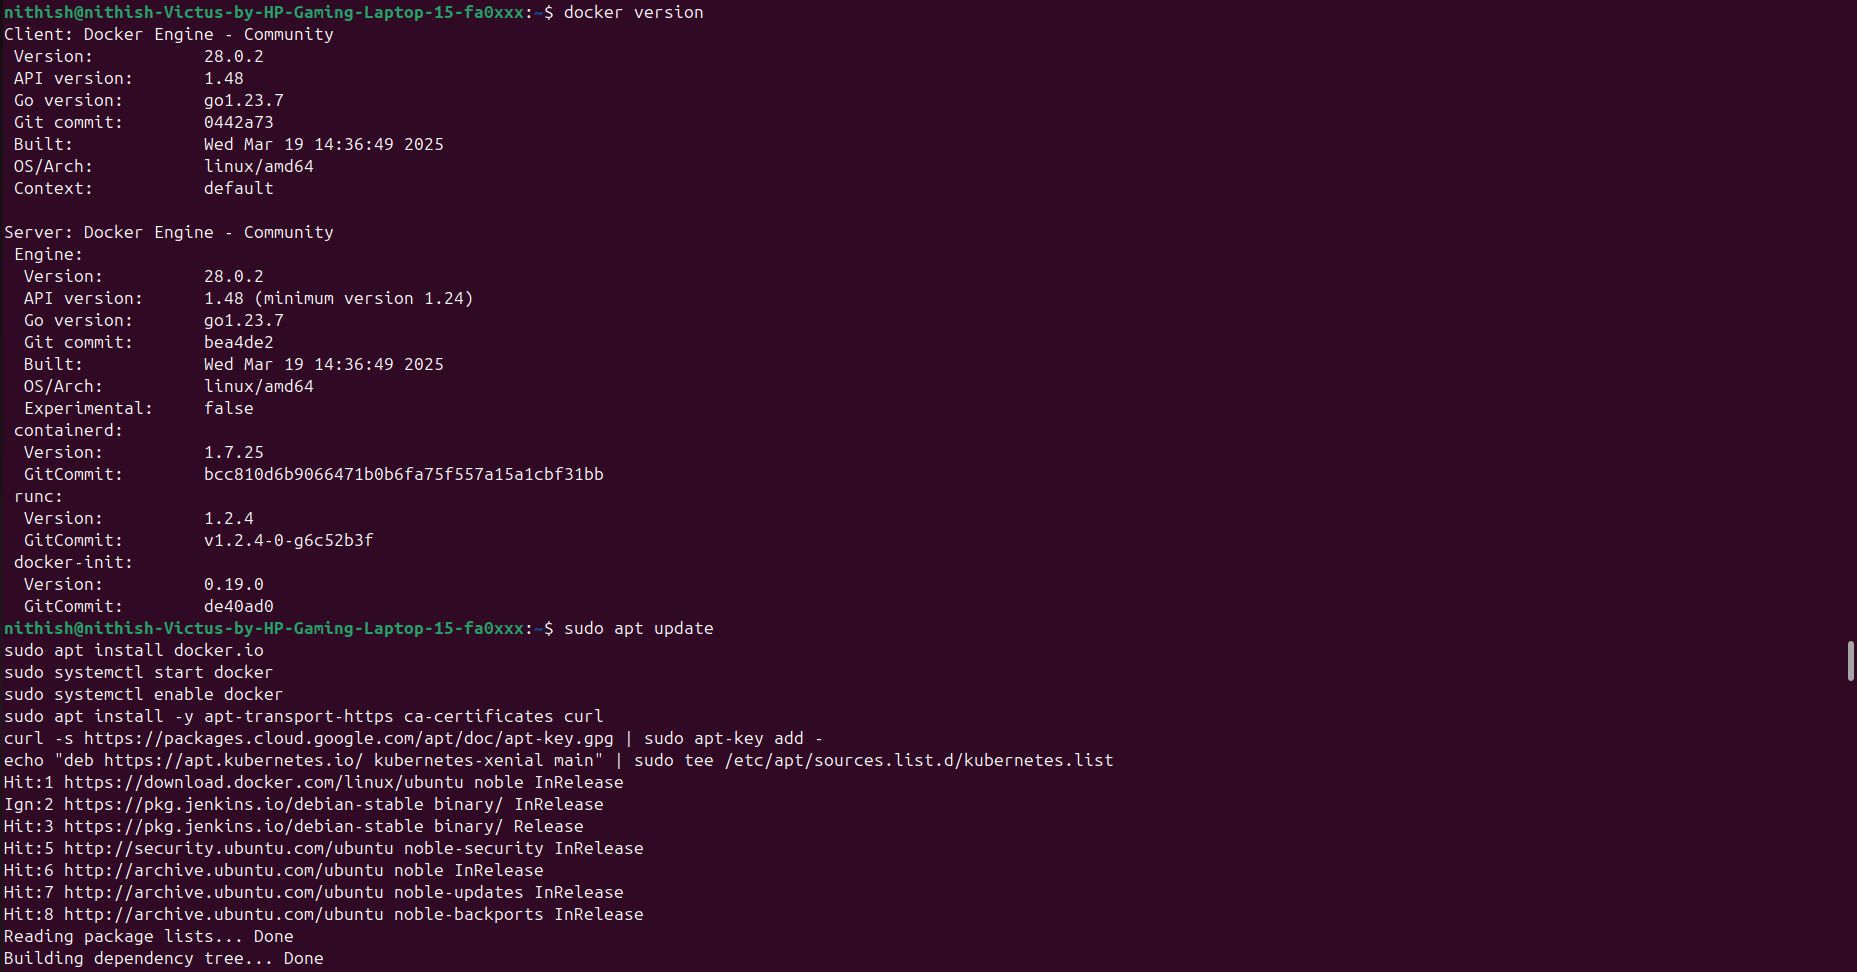 nithish@nithish-Victus-by-HP-Gaming-Laptop-15-fa0xxx:~$ docker version
Client: Docker Engine - Community
 Version:           28.0.2
 API version:       1.48
 Go version:        go1.23.7
 Git commit:        0442a73
 Built:             Wed Mar 19 14:36:49 2025
 OS/Arch:           linux/amd64
 Context:           default

Server: Docker Engine - Community
 Engine:
  Version:          28.0.2
  API version:      1.48 (minimum version 1.24)
  Go version:       go1.23.7
  Git commit:       bea4de2
  Built:            Wed Mar 19 14:36:49 2025
  OS/Arch:          linux/amd64
  Experimental:     false
 containerd:
  Version:          1.7.25
  GitCommit:        bcc810d6b9066471b0b6fa75f557a15a1cbf31bb
 runc:
  Version:          1.2.4
  GitCommit:        v1.2.4-0-g6c52b3f
 docker-init:
  Version:          0.19.0
  GitCommit:        de40ad0
nithish@nithish-Victus-by-HP-Gaming-Laptop-15-fa0xxx:~$ sudo apt update
sudo apt install docker.io
sudo systemctl start docker
sudo systemctl enable docker
sudo apt install -y apt-transport-https ca-certificates curl
curl -s https://packages.cloud.google.com/apt/doc/apt-key.gpg | sudo apt-key add -
echo "deb https://apt.kubernetes.io/ kubernetes-xenial main" | sudo tee /etc/apt/sources.list.d/kubernetes.list
Hit:1 https://download.docker.com/linux/ubuntu noble InRelease
Ign:2 https://pkg.jenkins.io/debian-stable binary/ InRelease
Hit:3 https://pkg.jenkins.io/debian-stable binary/ Release
Hit:5 http://security.ubuntu.com/ubuntu noble-security InRelease
Hit:6 http://archive.ubuntu.com/ubuntu noble InRelease
Hit:7 http://archive.ubuntu.com/ubuntu noble-updates InRelease
Hit:8 http://archive.ubuntu.com/ubuntu noble-backports InRelease
Reading package lists... Done
Building dependency tree... Done